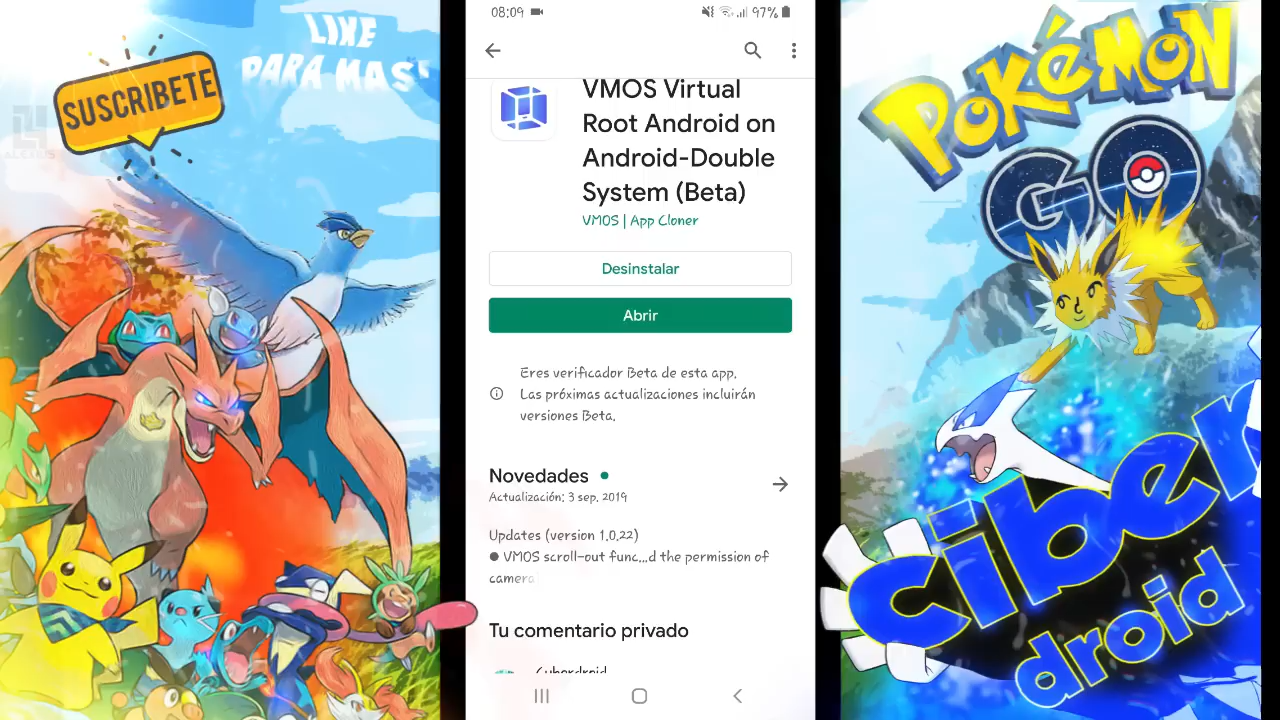 LIKE
PARA MAS
SUSCRIBETE
08:09
97%
VMOS Virtual
Root Android on
Android-Double
System (Beta)
VMOS | App Cloner
Desinstalar
Abrir
Eres verificador Beta de esta app.
Las próximas actualizaciones incluirán
versiones Beta.
Novedades
Actualización: 3 sep. 2019
Updates (version 1.0.22)
● VMOS scroll-out func...d the permission of
camera
Tu comentario privado
Cyberdroid
POKéMON
GO
ciber
droid